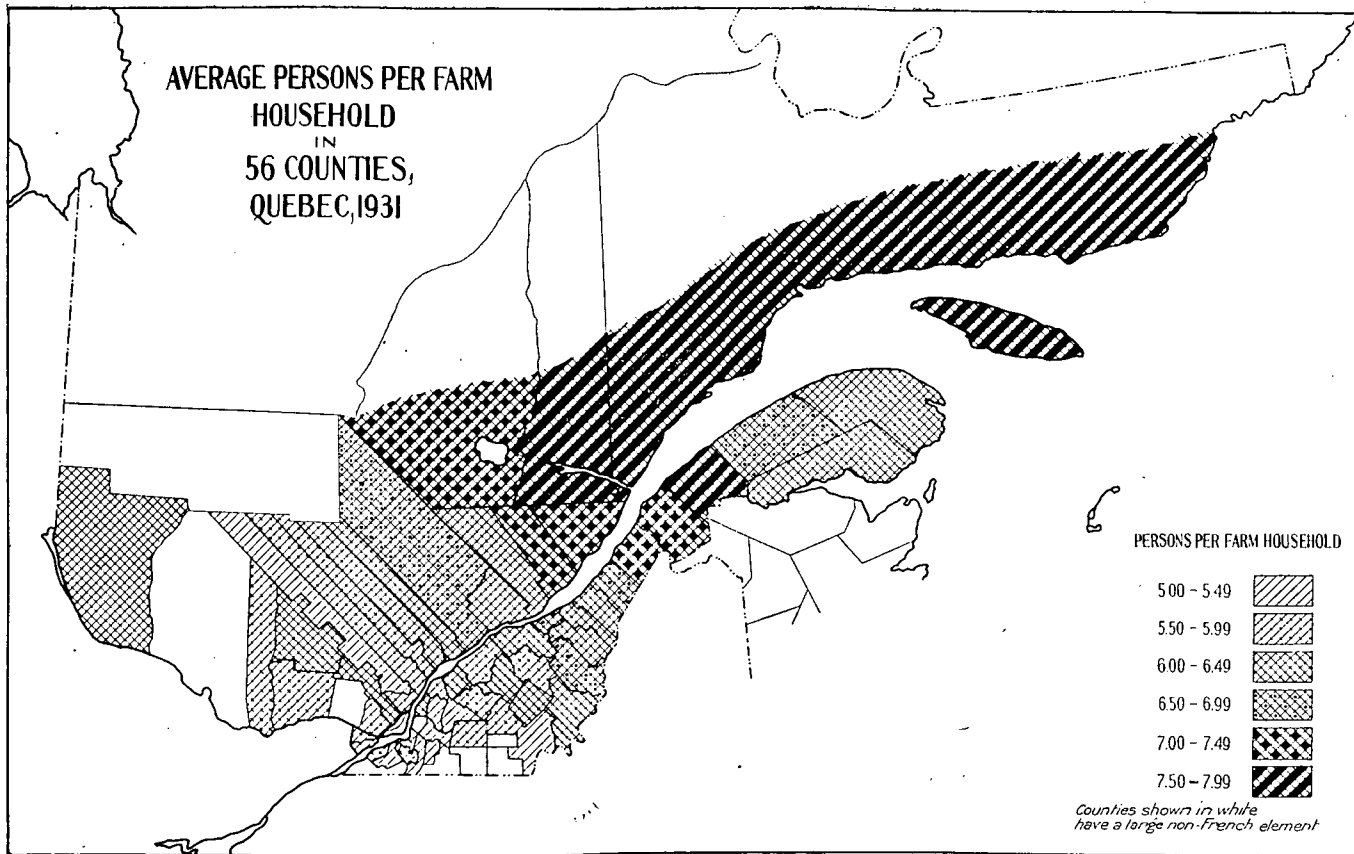 AVERAGE PERSONS PER FARM
HOUSEHOLD
IN
56 COUNTIES,
QUEBEC, 1931
PERSONS PER FARM HOUSEHOLD
5.00 – 5.49
5.50 – 5.99
6.00 – 6.49
6.50 – 6.99
7.00 – 7.49
7.50 – 7.99
Counties shown in white
have a large non-French element